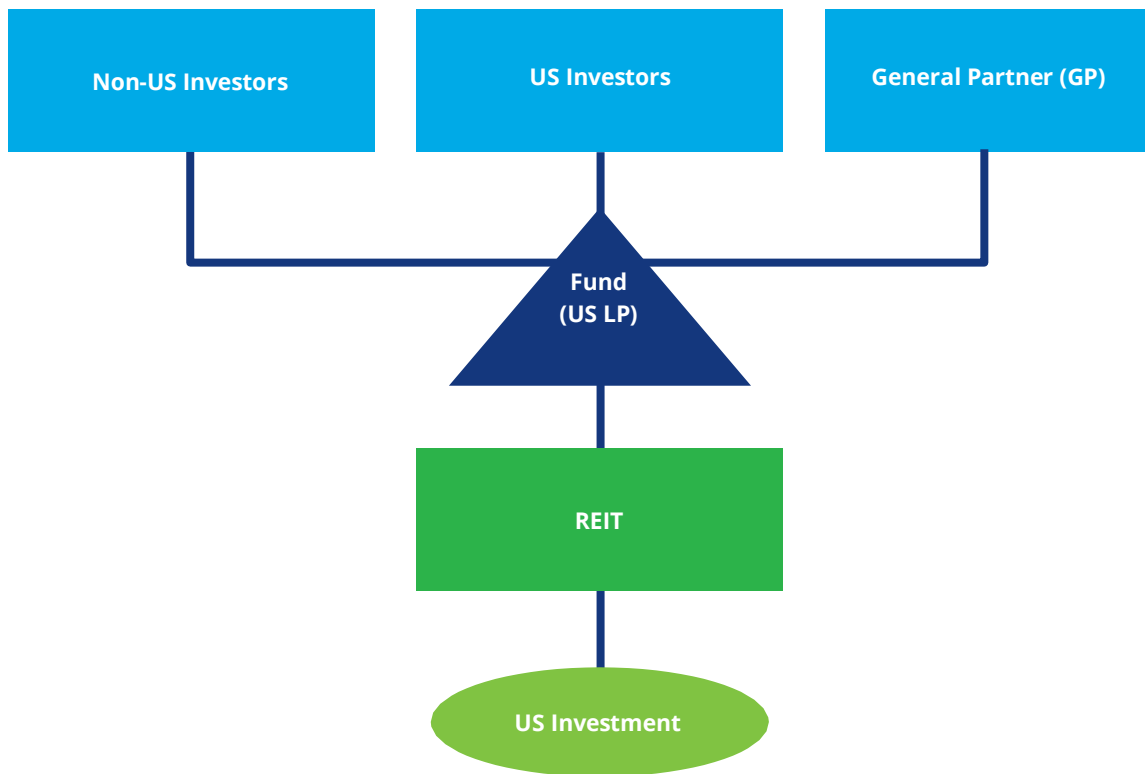 Non-US Investors
US Investors
General Partner (GP)
Fund
(US LP)
REIT
US Investment